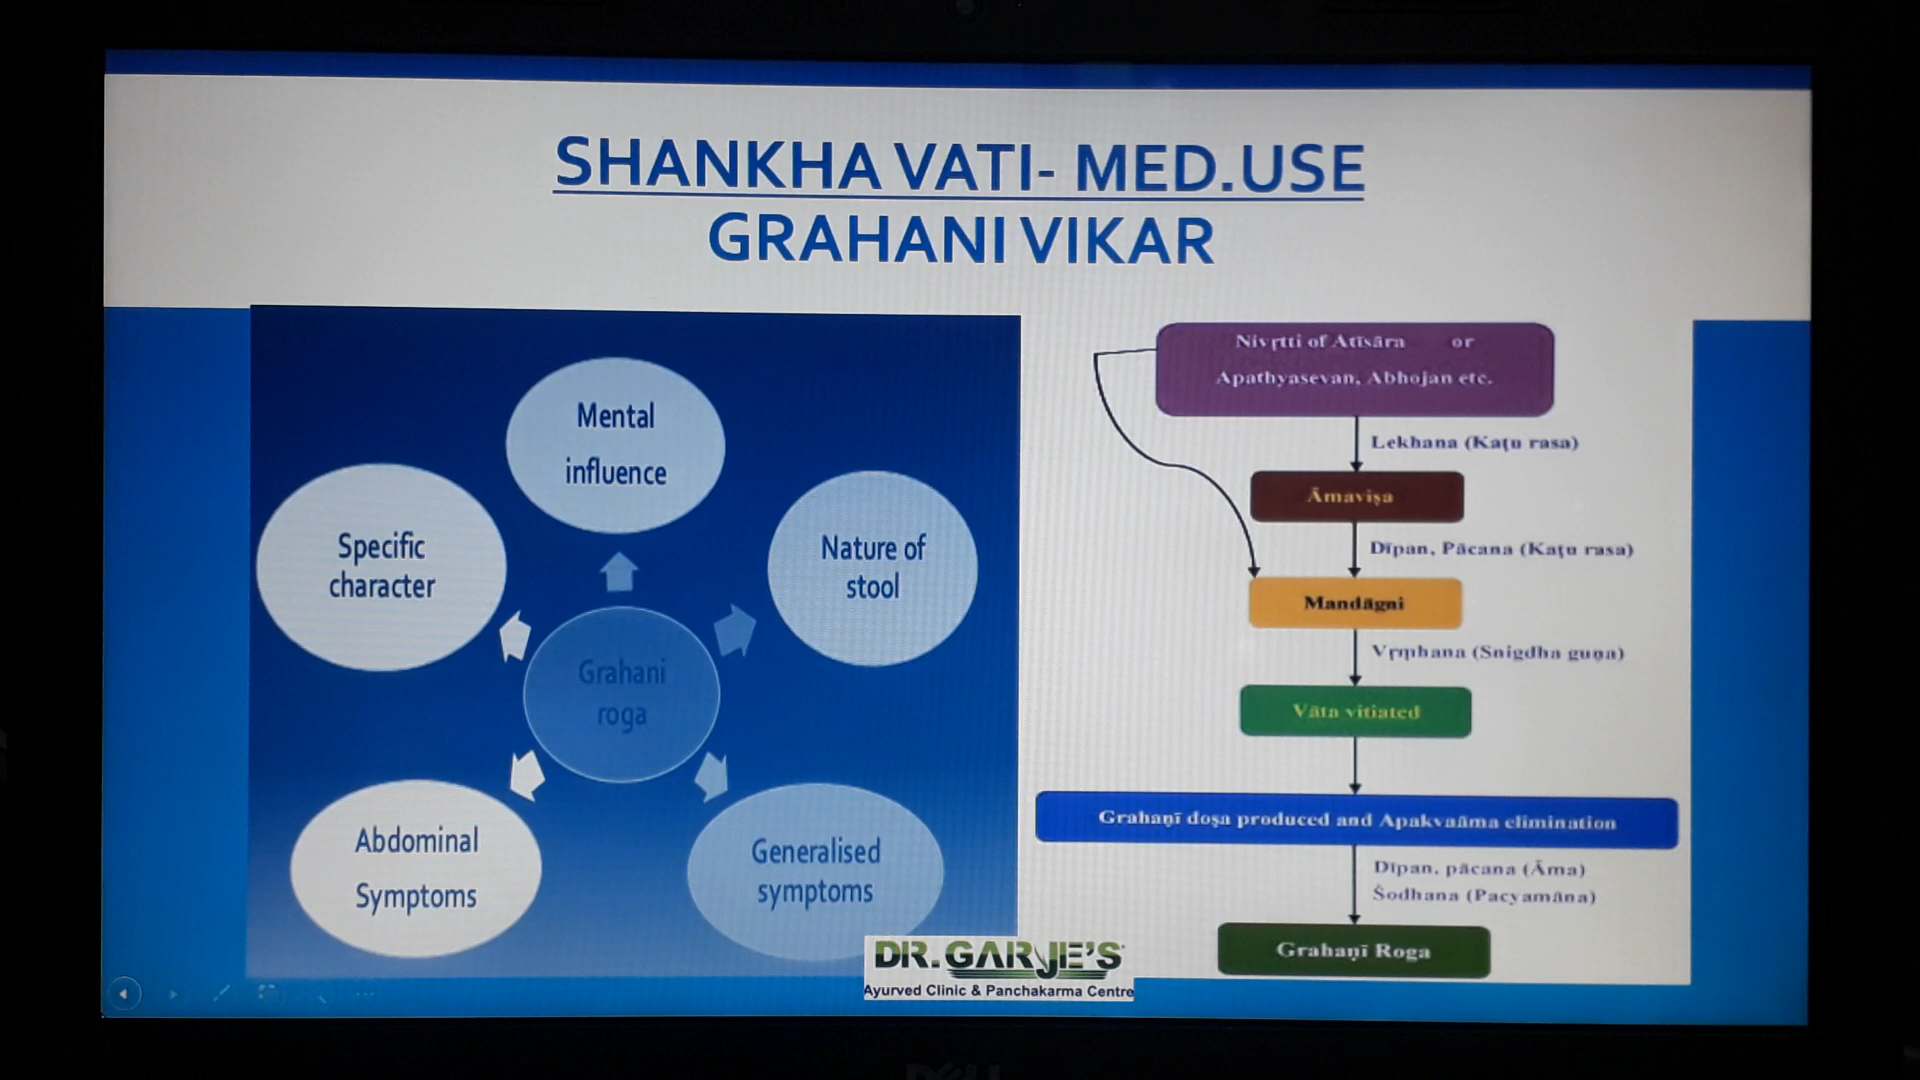 SHANKHA VATI- MED.USE
GRAHANI VIKAR
Mental
influence
Specific
character
Nature of
stool
Grahani
roga
Abdominal
Symptoms
Generalised
symptoms
Nivṛtti of Atīsāra or
Apathyasevan, Abhojan etc.
Lekhana (Kaṭu rasa)
Āmaviṣa
Dīpan, Pācana (Kaṭu rasa)
Mandāgni
Vṛmhana (Snigdha guṇa)
Vāta vitiated
Grahaṇī doṣa produced and Apakvaāma elimination
Dīpan, pācana (Āma)
Śodhana (Pacyamāna)
Grahaṇī Roga
DR.GARJE'S
Ayurved Clinic & Panchakarma Centre